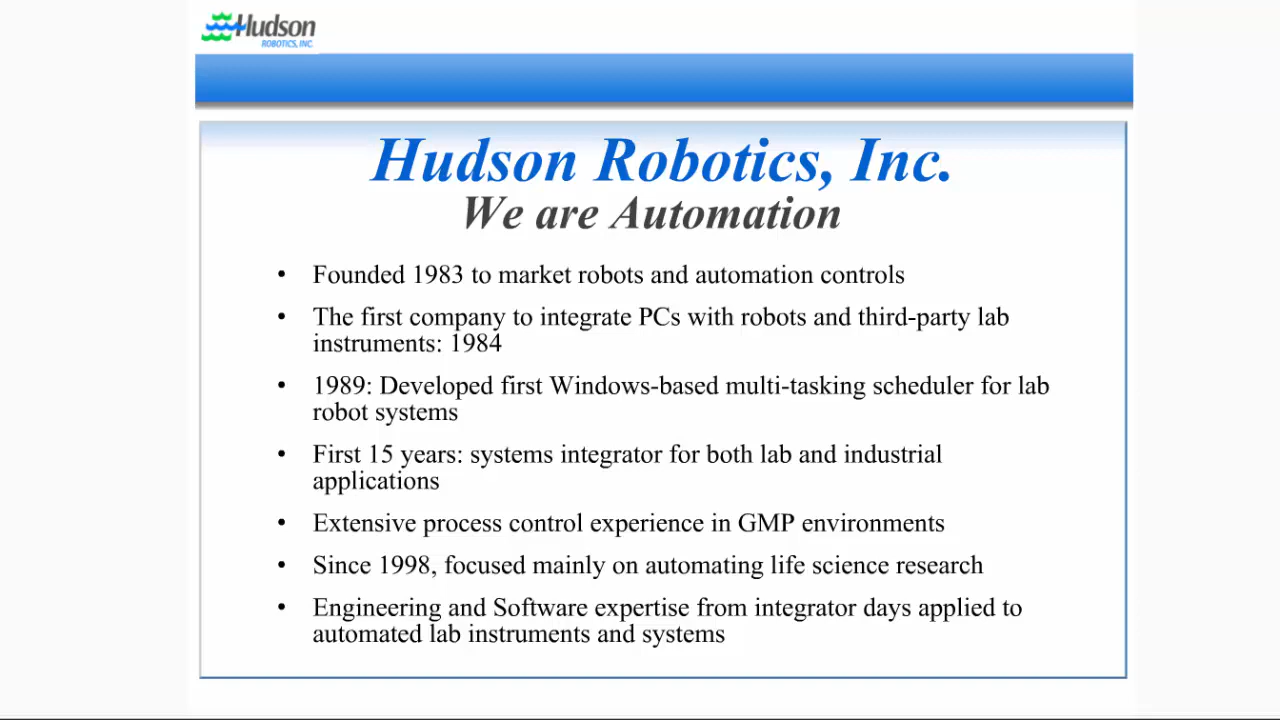 Hudson
ROBOTICS, INC.
Hudson Robotics, Inc.
We are Automation
• Founded 1983 to market robots and automation controls
• The first company to integrate PCs with robots and third-party lab
instruments: 1984
• 1989: Developed first Windows-based multi-tasking scheduler for lab
robot systems
• First 15 years: systems integrator for both lab and industrial
applications
• Extensive process control experience in GMP environments
• Since 1998, focused mainly on automating life science research
• Engineering and Software expertise from integrator days applied to
automated lab instruments and systems